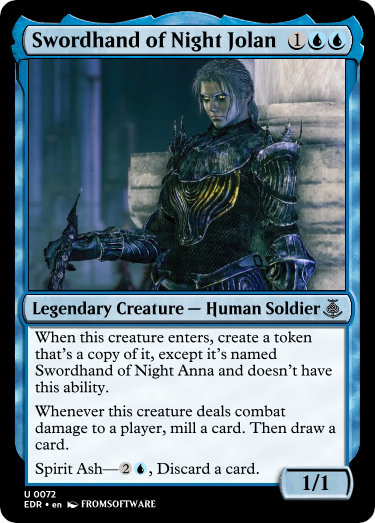 Swordhand of Night Jolan 1
Legendary Creature — Human Soldier
When this creature enters, create a token
that's a copy of it, except it's named
Swordhand of Night Anna and doesn't have
this ability.
Whenever this creature deals combat
damage to a player, mill a card. Then draw a
card.
Spirit Ash—2, Discard a card.
1/1
U 0072
EDR • en FROMSOFTWARE